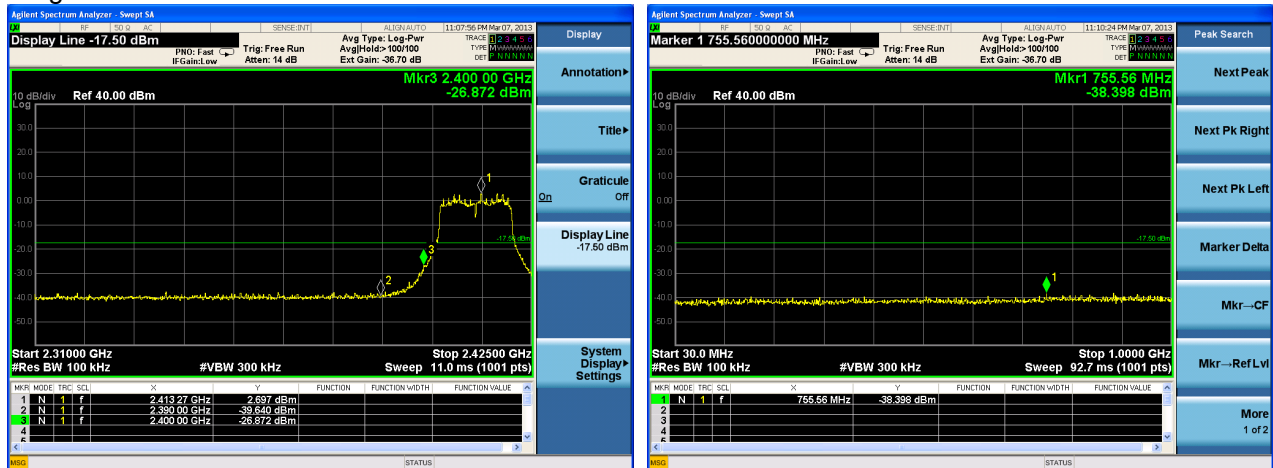 Agilent Spectrum Analyzer - Swept SA
RF 50 Ω AC SENSE:INT ALIGN AUTO 11:07:56 PM Mar 07, 2013
Display Line -17.50 dBm
Avg Type: Log-Pwr
TRACE 1 2 3 4 5 6
PNO: Fast Trig: Free Run Avg|Hold:>100/100
TYPE M
IFGain:Low Atten: 14 dB Ext Gain: -36.70 dB
DET P N N N N N
Mkr3 2.400 00 GHz
-26.872 dBm
10 dB/div Ref 40.00 dBm
Log
30.0
20.0
10.0
0.00
-10.0
-20.0
-30.0
-40.0
-50.0
1
-17.50 dBm
3
2
Start 2.31000 GHz Stop 2.42500 GHz
#Res BW 100 kHz #VBW 300 kHz Sweep 11.0 ms (1001 pts)
MKR MODE TRC SCL X Y FUNCTION FUNCTION WIDTH FUNCTION VALUE
1 N 1 f 2.413 27 GHz 2.697 dBm
2 N 1 f 2.390 00 GHz -39.640 dBm
3 N 1 f 2.400 00 GHz -26.872 dBm
4
MSG STATUS
Display
Annotation
Title
Graticule
On Off
Display Line
-17.50 dBm
System
Display
Settings
Agilent Spectrum Analyzer - Swept SA
RF 50 Ω AC SENSE:INT ALIGN AUTO 11:10:24 PM Mar 07, 2013
Marker 1 755.560000000 MHz
Avg Type: Log-Pwr
TRACE 1 2 3 4 5 6
PNO: Fast Trig: Free Run Avg|Hold:>100/100
TYPE M
IFGain:Low Atten: 14 dB Ext Gain: -36.70 dB
DET P N N N N N
Mkr1 755.56 MHz
-38.398 dBm
10 dB/div Ref 40.00 dBm
Log
30.0
20.0
10.0
0.00
-10.0
-20.0
-30.0
-40.0
-50.0
-17.50 dBm
1
Start 30.0 MHz Stop 1.0000 GHz
#Res BW 100 kHz #VBW 300 kHz Sweep 92.7 ms (1001 pts)
MKR MODE TRC SCL X Y FUNCTION FUNCTION WIDTH FUNCTION VALUE
1 N 1 f 755.56 MHz -38.398 dBm
2
3
4
MSG STATUS
Peak Search
Next Peak
Next Pk Right
Next Pk Left
Marker Delta
Mkr→CF
Mkr→Ref Lvl
More
1 of 2